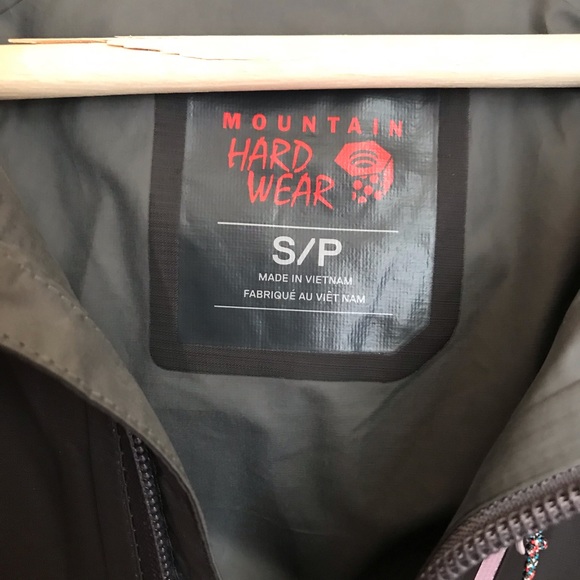 MOUNTAIN
HARD
WEAR
S/P
MADE IN VIETNAM
FABRIQUÉ AU VIÊT NAM